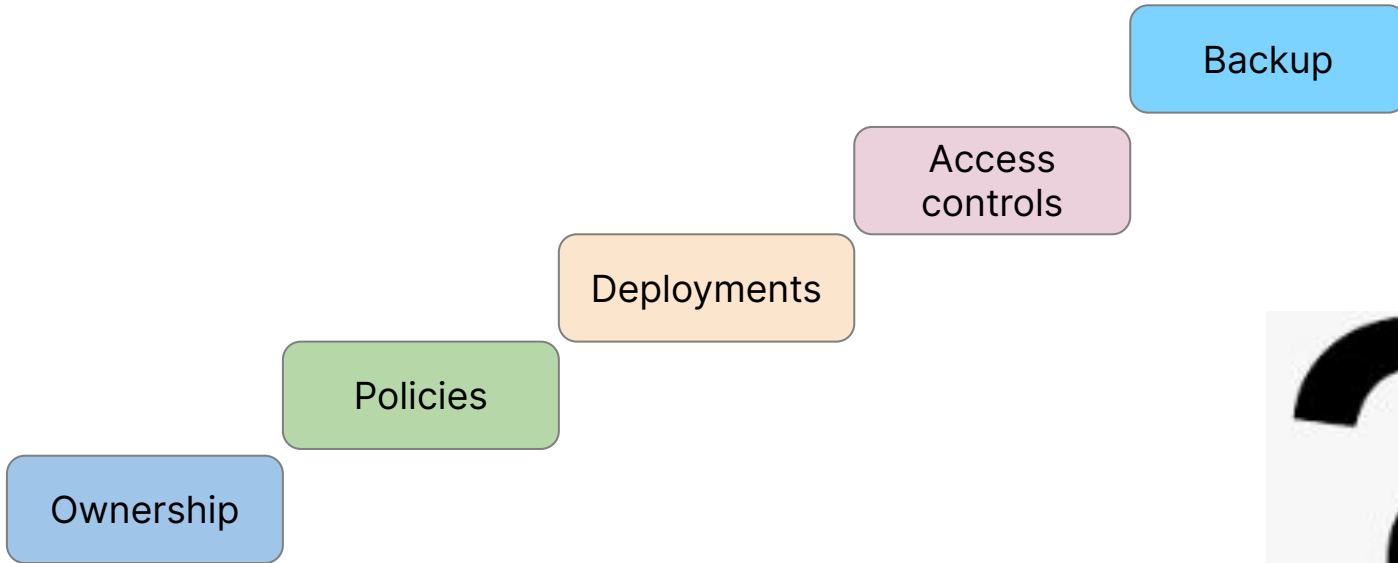 Backup
Access
controls
Deployments
Policies
Ownership